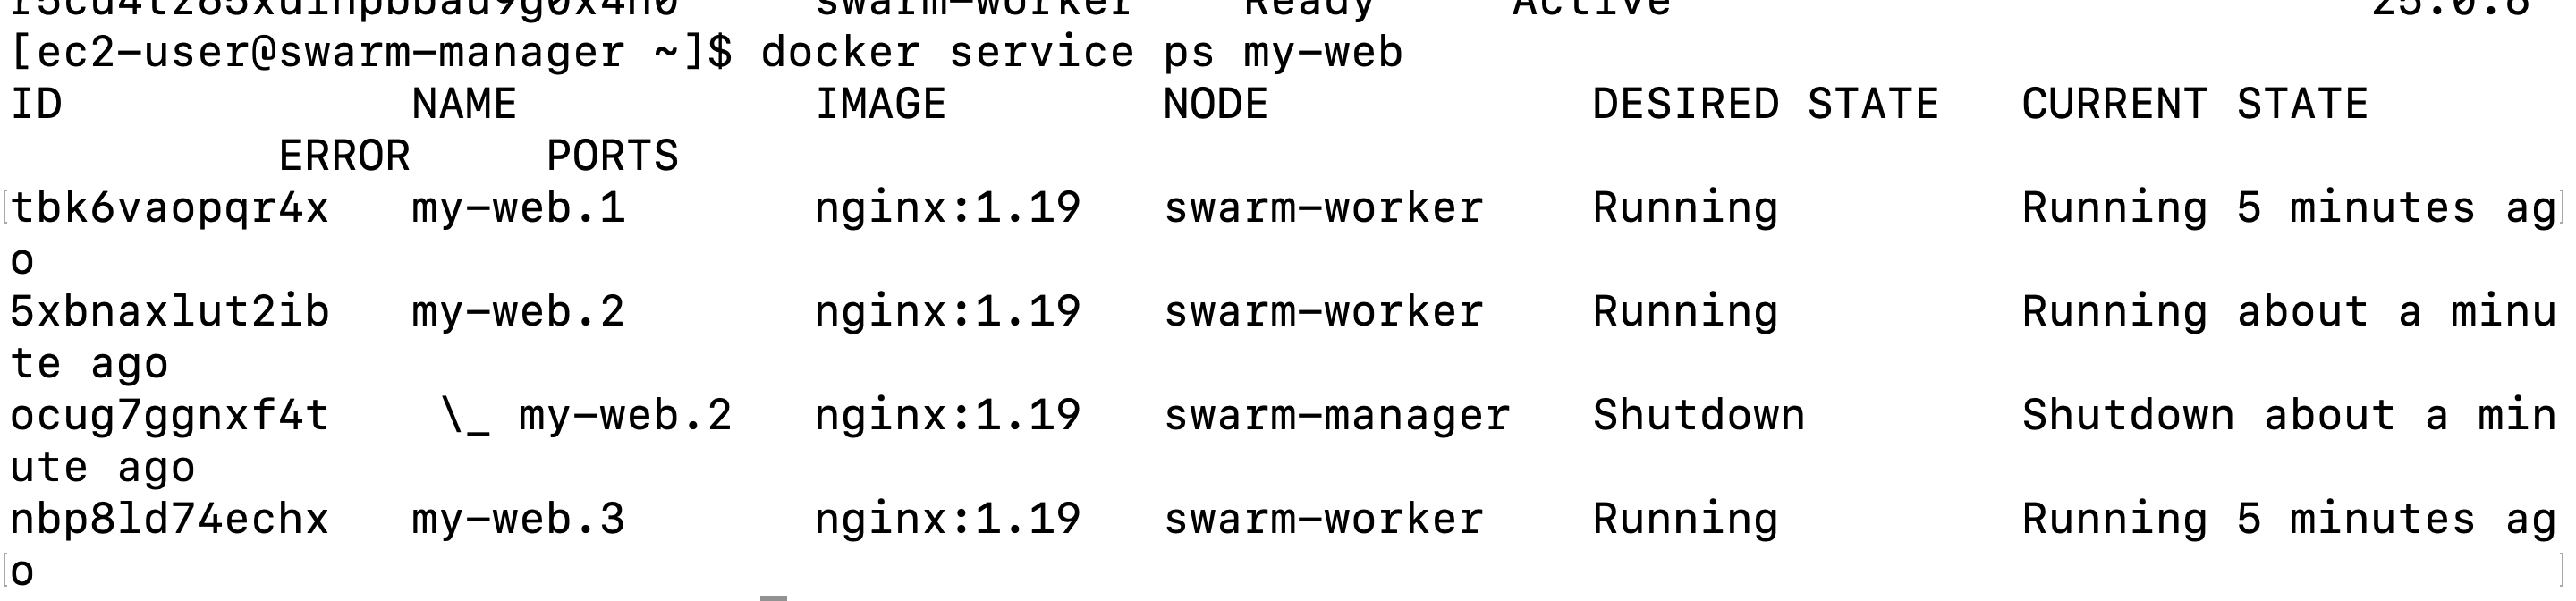 swarm-worker Ready Active 25.0.8
[ec2-user@swarm-manager ~]$ docker service ps my-web
ID NAME IMAGE NODE DESIRED STATE CURRENT STATE
ERROR PORTS
tbk6vaopqr4x my-web.1 nginx:1.19 swarm-worker Running Running 5 minutes ag
o
5xbnaxlut2ib my-web.2 nginx:1.19 swarm-worker Running Running about a minu
te ago
ocug7ggnxf4t \_ my-web.2 nginx:1.19 swarm-manager Shutdown Shutdown about a min
ute ago
nbp8ld74echx my-web.3 nginx:1.19 swarm-worker Running Running 5 minutes ag
o